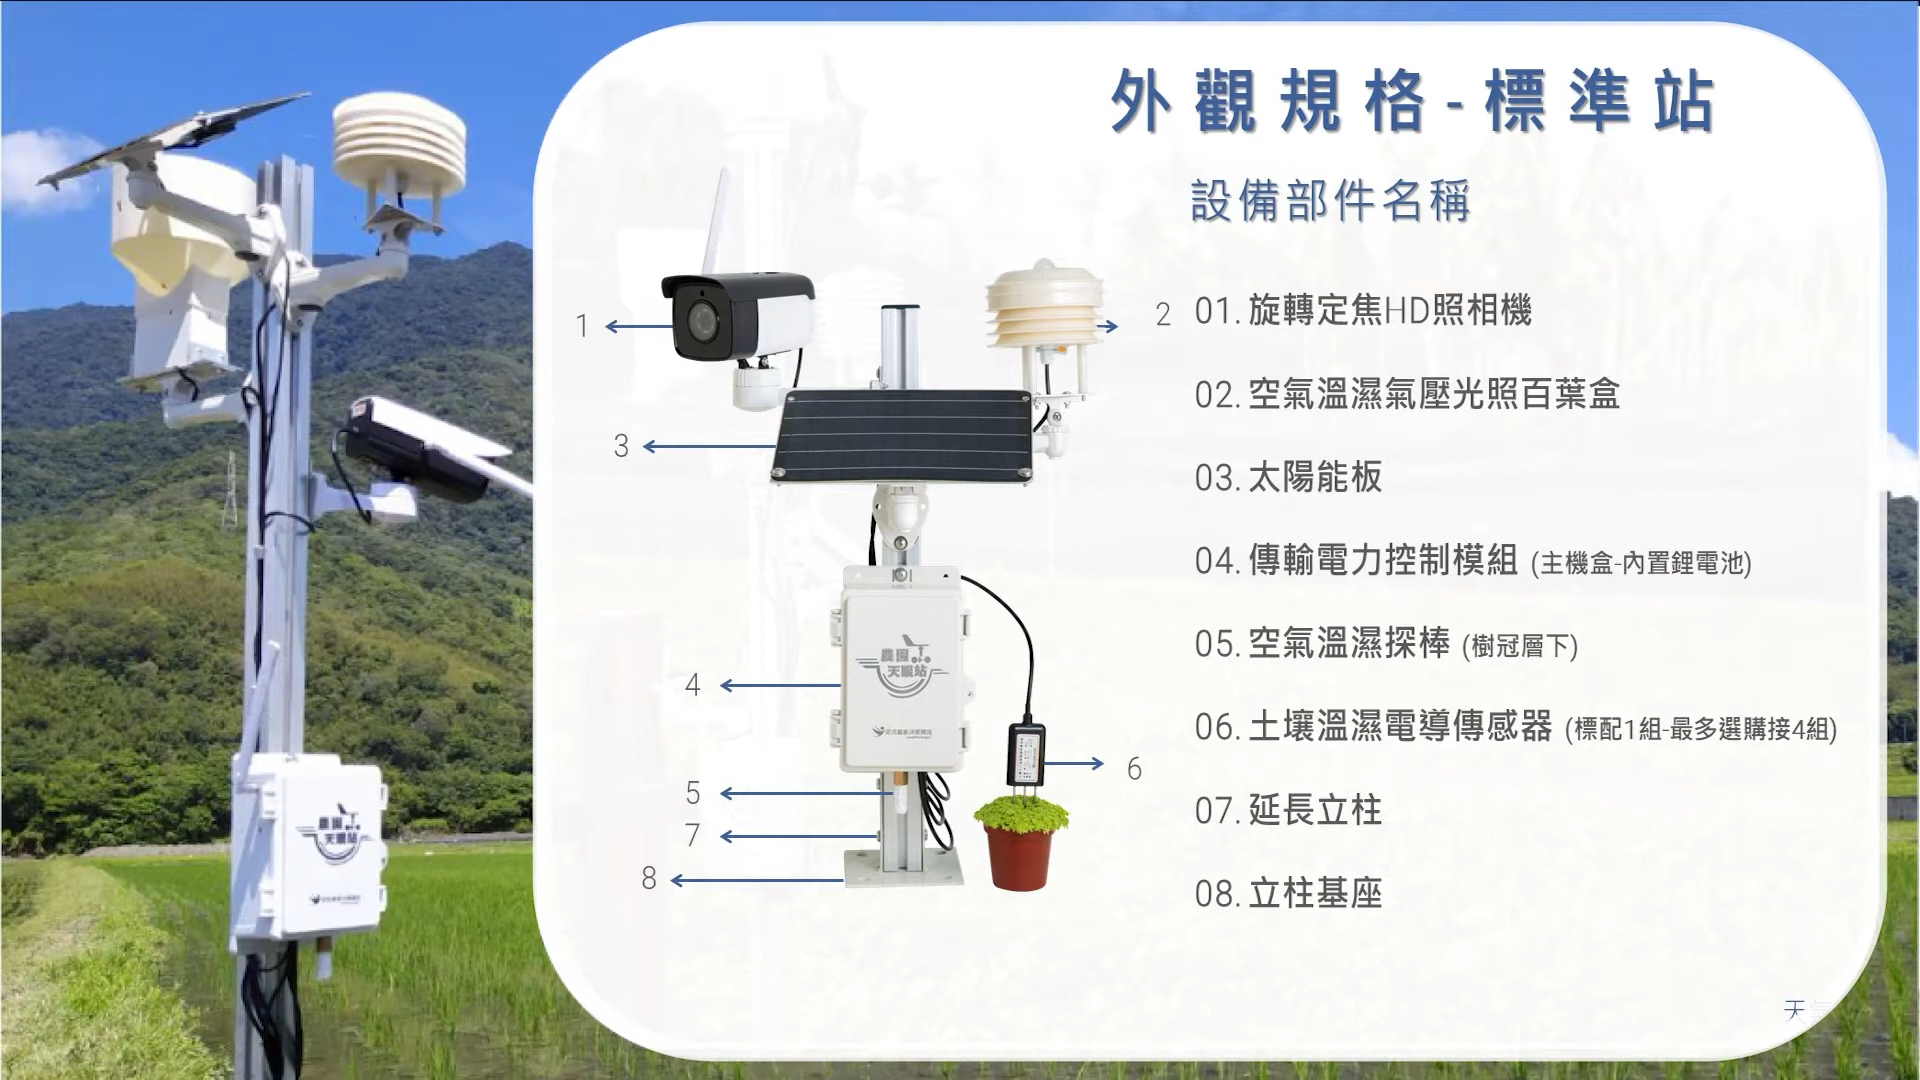 外觀規格-標準站
設備部件名稱
1
2
3
4
5
6
7
8
01. 旋轉定焦HD照相機
02. 空氣溫濕氣壓光照百葉盒
03. 太陽能板
04. 傳輸電力控制模組 (主機盒-內置鋰電池)
05. 空氣溫濕探棒 (樹冠層下)
06. 土壤溫濕電導傳感器 (標配1組-最多選購接4組)
07. 延長立柱
08. 立柱基座
農園
天眼站
農園
天眼站
天